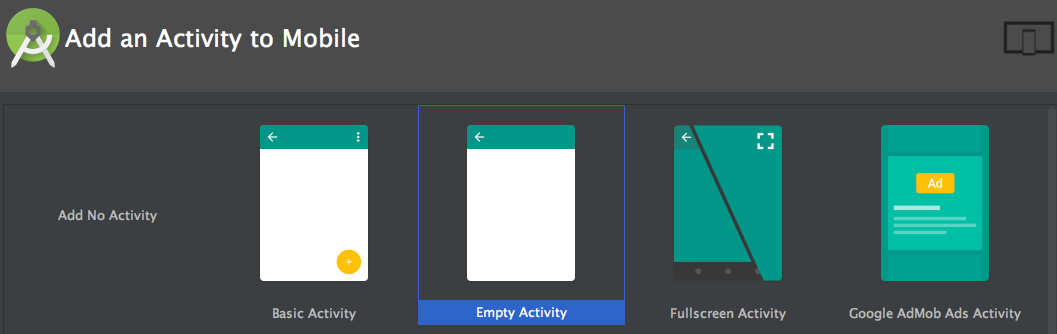 Add an Activity to Mobile
Ad
Add No Activity
+
Basic Activity
Empty Activity
Fullscreen Activity
Google AdMob Ads Activity